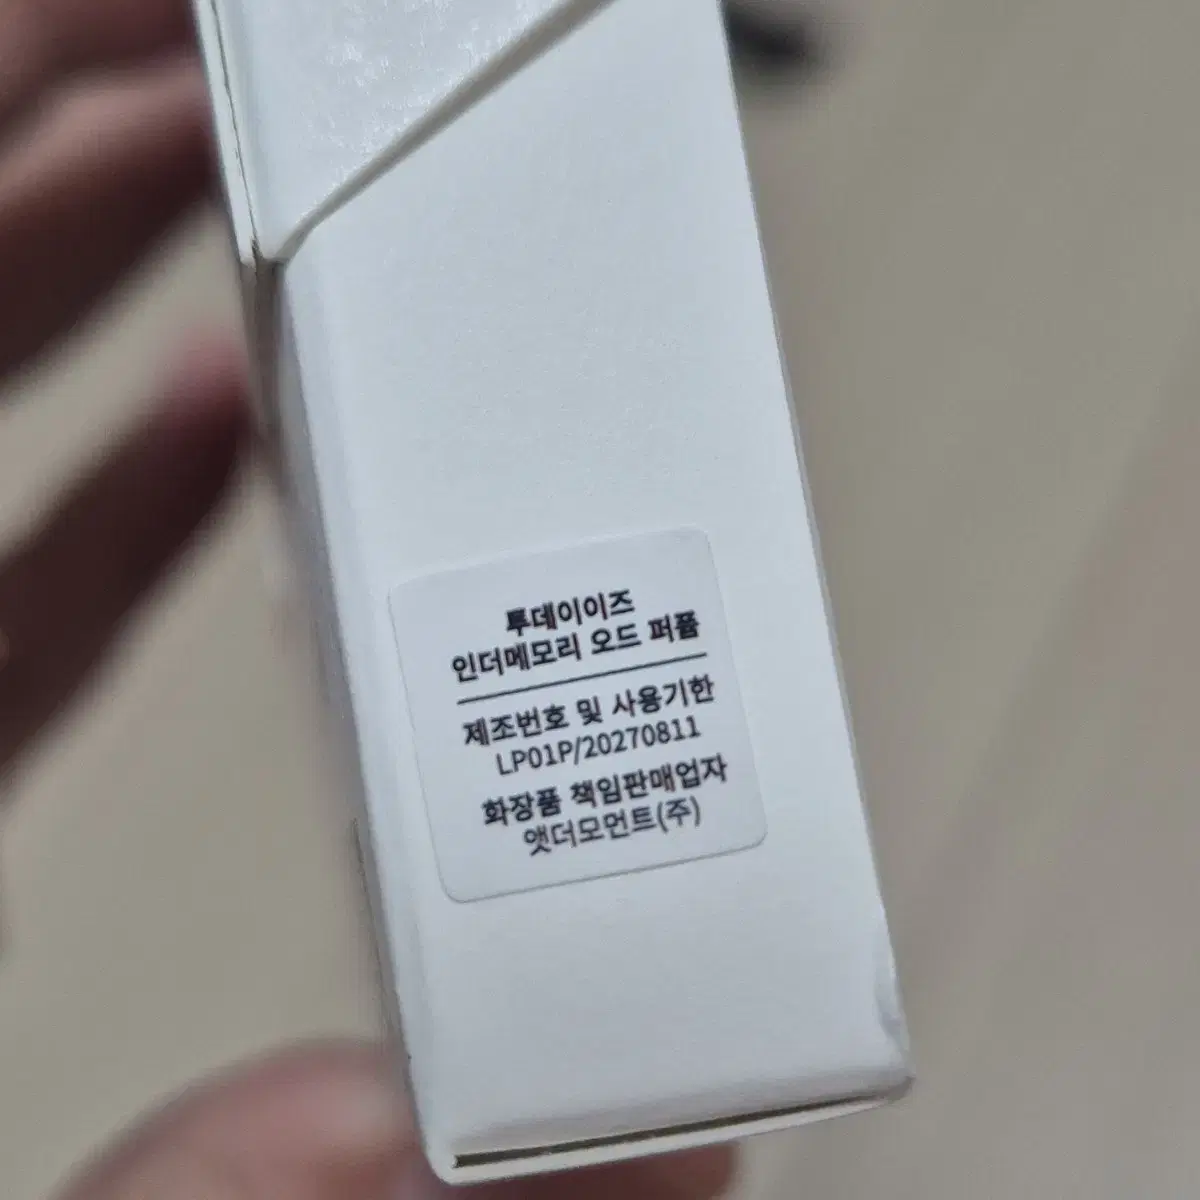 투데이이즈
인더메모리 오드 퍼퓸
제조번호 및 사용기한
LP01P/20270811
화장품 책임판매업자
앳더모먼트(주)